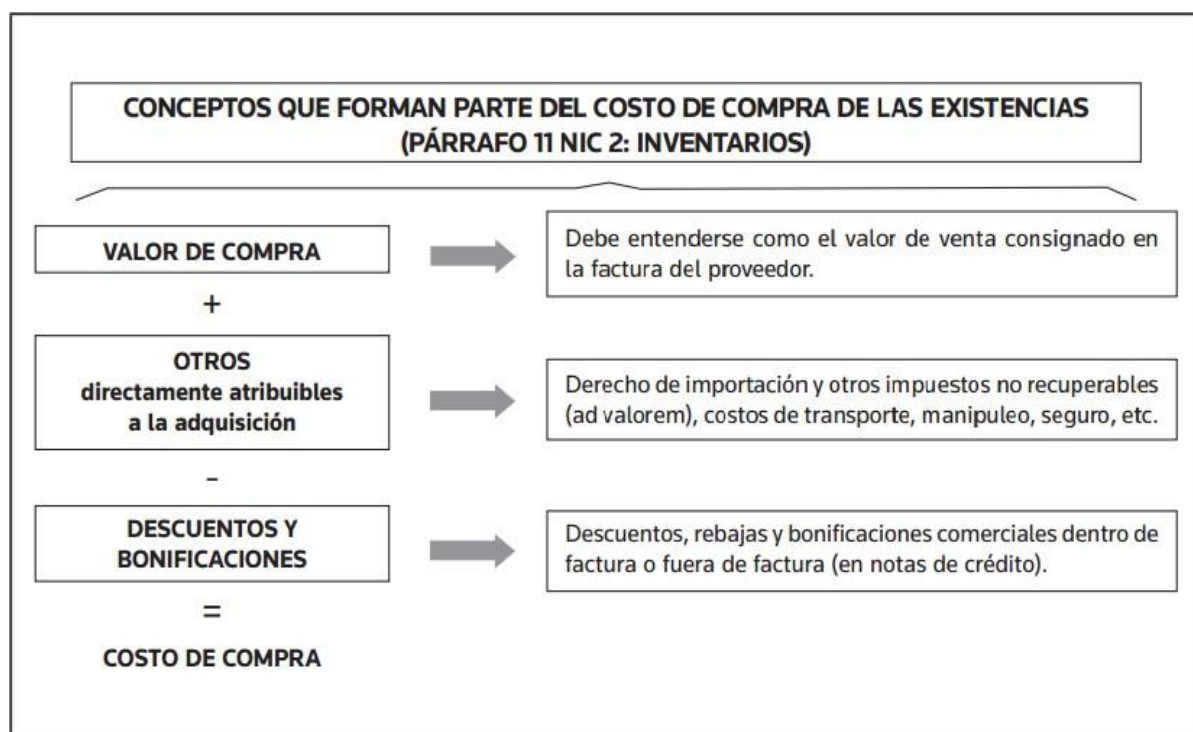 CONCEPTOS QUE FORMAN PARTE DEL COSTO DE COMPRA DE LAS EXISTENCIAS
(PÁRRAFO 11 NIC 2: INVENTARIOS)
VALOR DE COMPRA
Debe entenderse como el valor de venta consignado en
la factura del proveedor.
+
OTROS
directamente atribuibles
a la adquisición
Derecho de importación y otros impuestos no recuperables
(ad valorem), costos de transporte, manipuleo, seguro, etc.
-
DESCUENTOS Y
BONIFICACIONES
Descuentos, rebajas y bonificaciones comerciales dentro de
factura o fuera de factura (en notas de crédito).
=
COSTO DE COMPRA